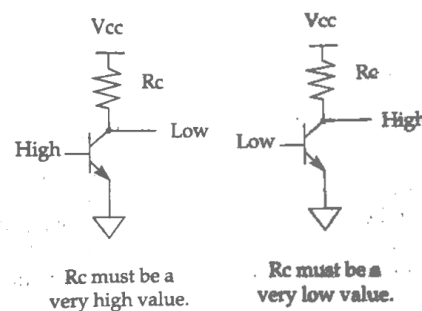 Vcc
Rc
Low
High
Rc must be a
very high value.
Vcc
Rc
High
Low
Rc must be a
very low value.